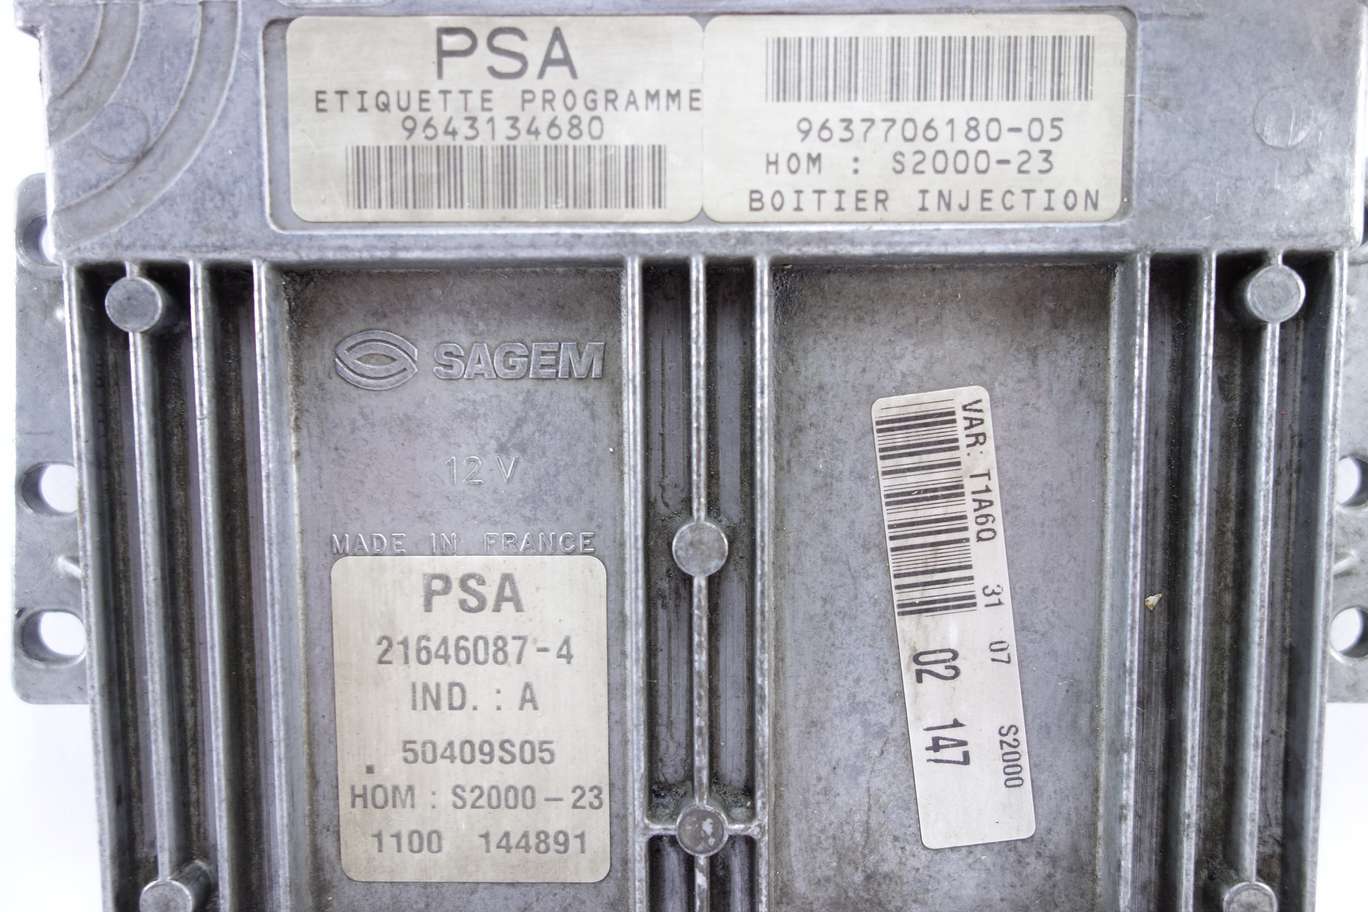 PSA
ETIQUETTE PROGRAMME
9643134680
9637706180-05
HOM : S2000-23
BOITIER INJECTION
SAGEM
12 V
MADE IN FRANCE
PSA
21646087-4
IND. : A
50409S05
HOM : S2000-23
1100 144891
VAR: T1A6Q 31 07 S2000
02 147